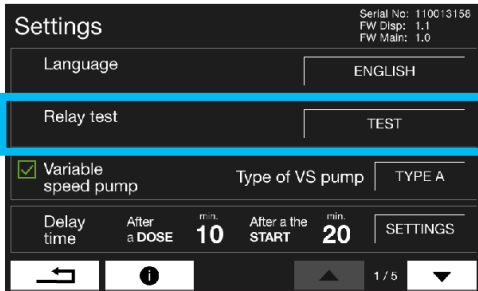 Settings
Serial No: 110013158
FW Disp: 1.1
FW Main: 1.0
Language
ENGLISH
Relay test
TEST
Variable
speed pump
Type of VS pump
TYPE A
Delay
time
After
a DOSE
min.
10
After a the
START
min.
20
SETTINGS
1/5